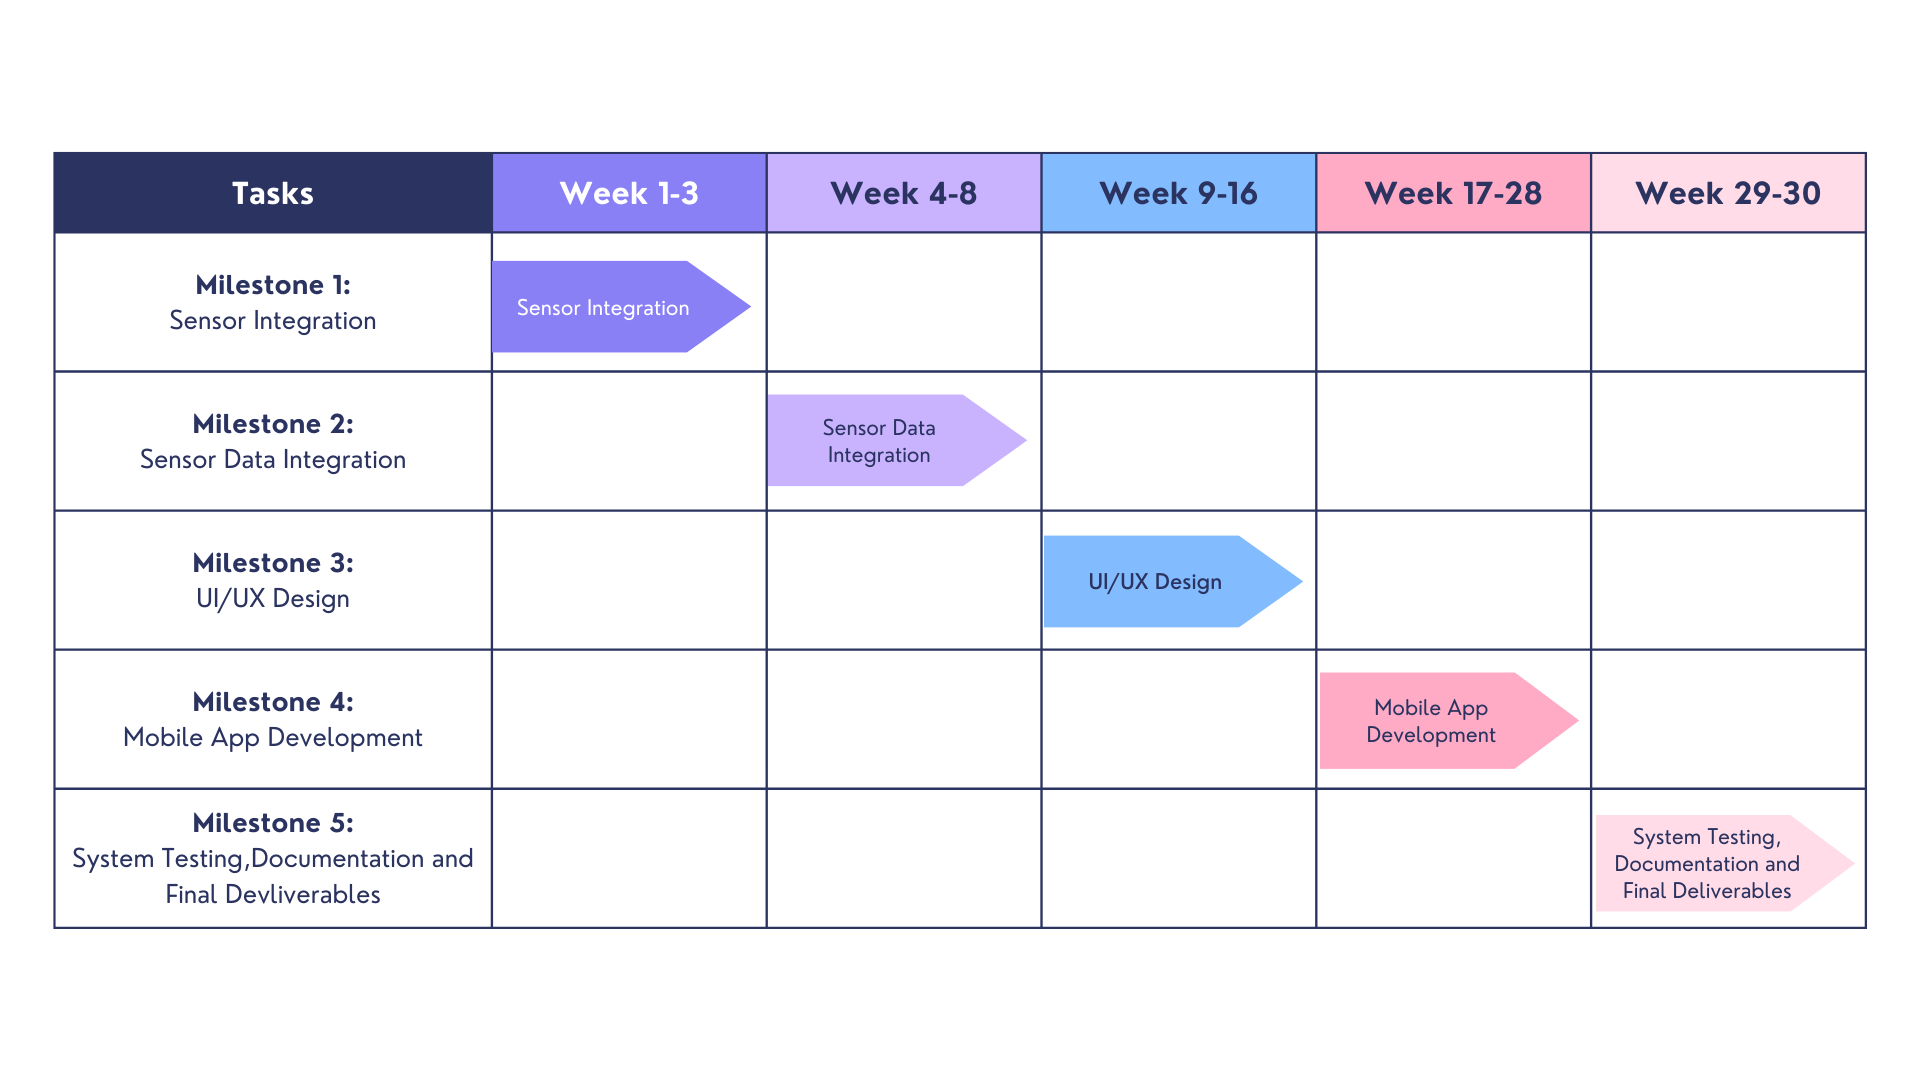 Tasks
Week 1-3
Week 4-8
Week 9-16
Week 17-28
Week 29-30
Milestone 1:
Sensor Integration
Sensor Integration
Milestone 2:
Sensor Data Integration
Sensor Data
Integration
Milestone 3:
UI/UX Design
UI/UX Design
Milestone 4:
Mobile App Development
Mobile App
Development
Milestone 5:
System Testing,Documentation and
Final Devliverables
System Testing,
Documentation and
Final Deliverables